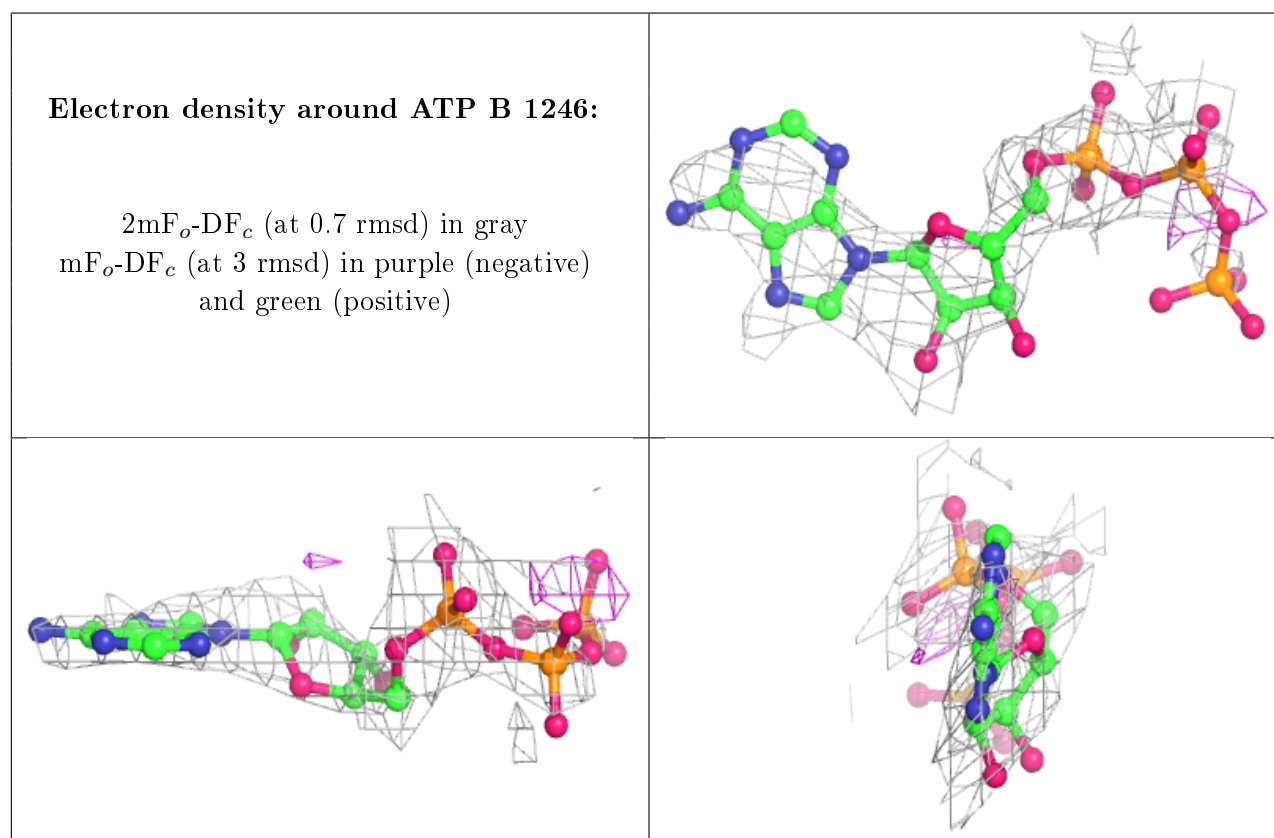 Electron density around ATP B 1246:
2mFo-DFc (at 0.7 rmsd) in gray
mFo-DFc (at 3 rmsd) in purple (negative)
and green (positive)